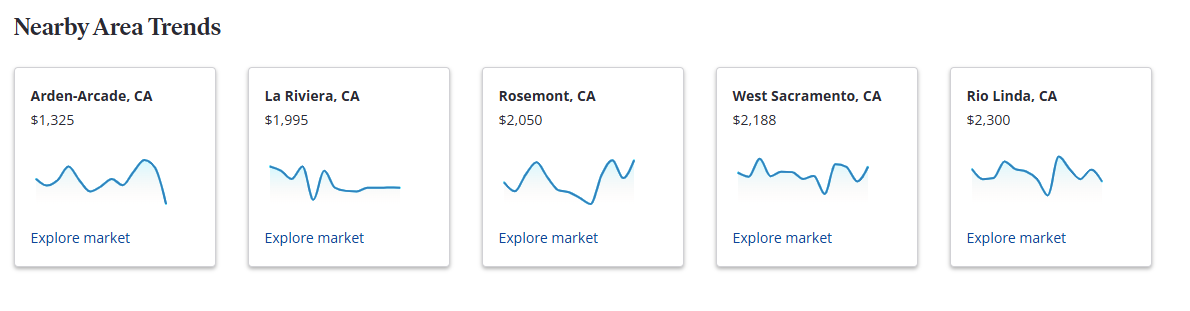 Nearby Area Trends
Arden-Arcade, CA
$1,325
Explore market
La Riviera, CA
$1,995
Explore market
Rosemont, CA
$2,050
Explore market
West Sacramento, CA
$2,188
Explore market
Rio Linda, CA
$2,300
Explore market